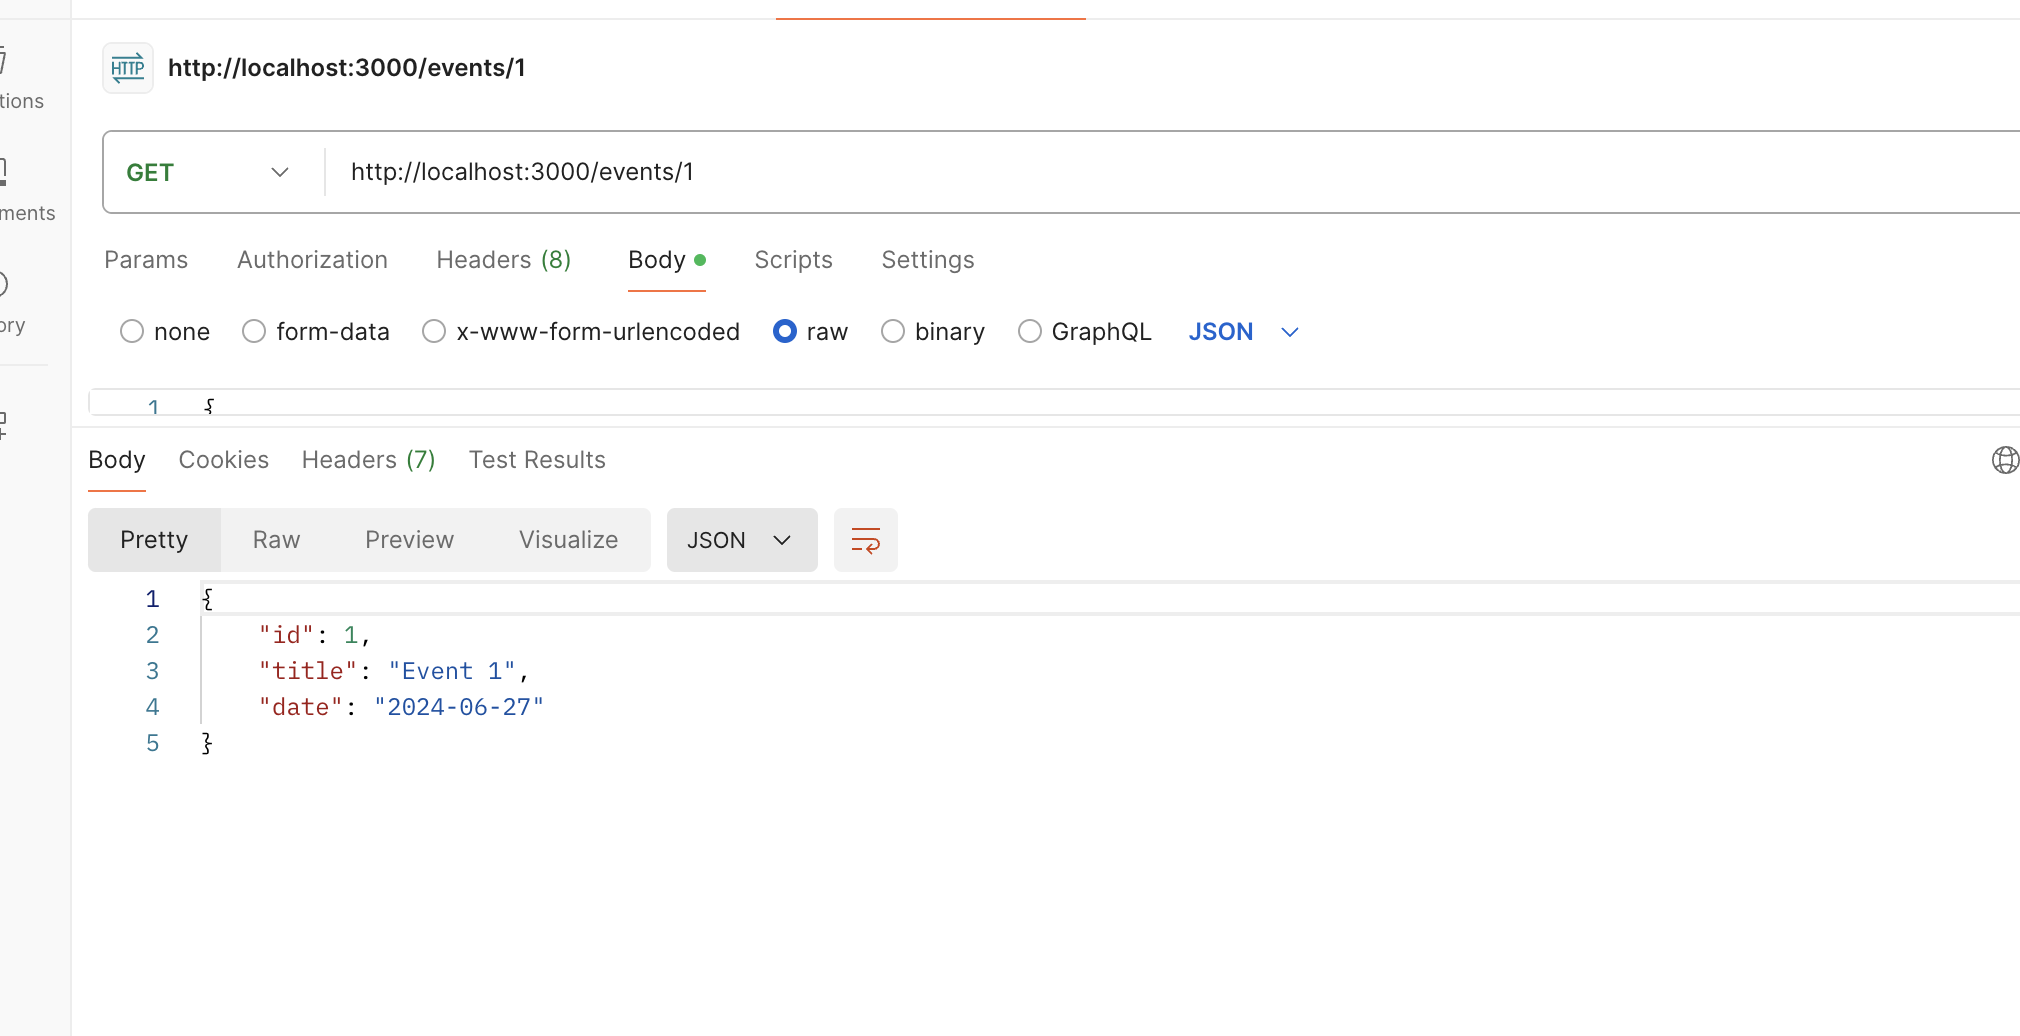 HTTP http://localhost:3000/events/1
tions
GET http://localhost:3000/events/1
ments
Params Authorization Headers (8) Body Scripts Settings
ory
none form-data x-www-form-urlencoded raw binary GraphQL JSON
1 {
Body Cookies Headers (7) Test Results
Pretty Raw Preview Visualize JSON
1 {
2 "id": 1,
3 "title": "Event 1",
4 "date": "2024-06-27"
5 }